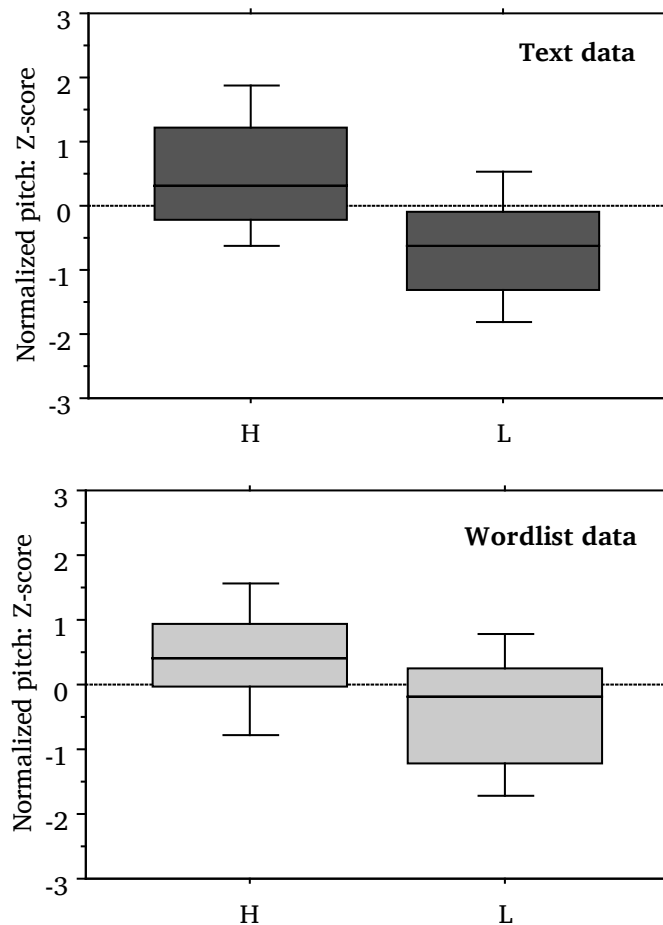 Text data
Normalized pitch: Z-score
3
2
1
0
-1
-2
-3
H L
Wordlist data
Normalized pitch: Z-score
3
2
1
0
-1
-2
-3
H L